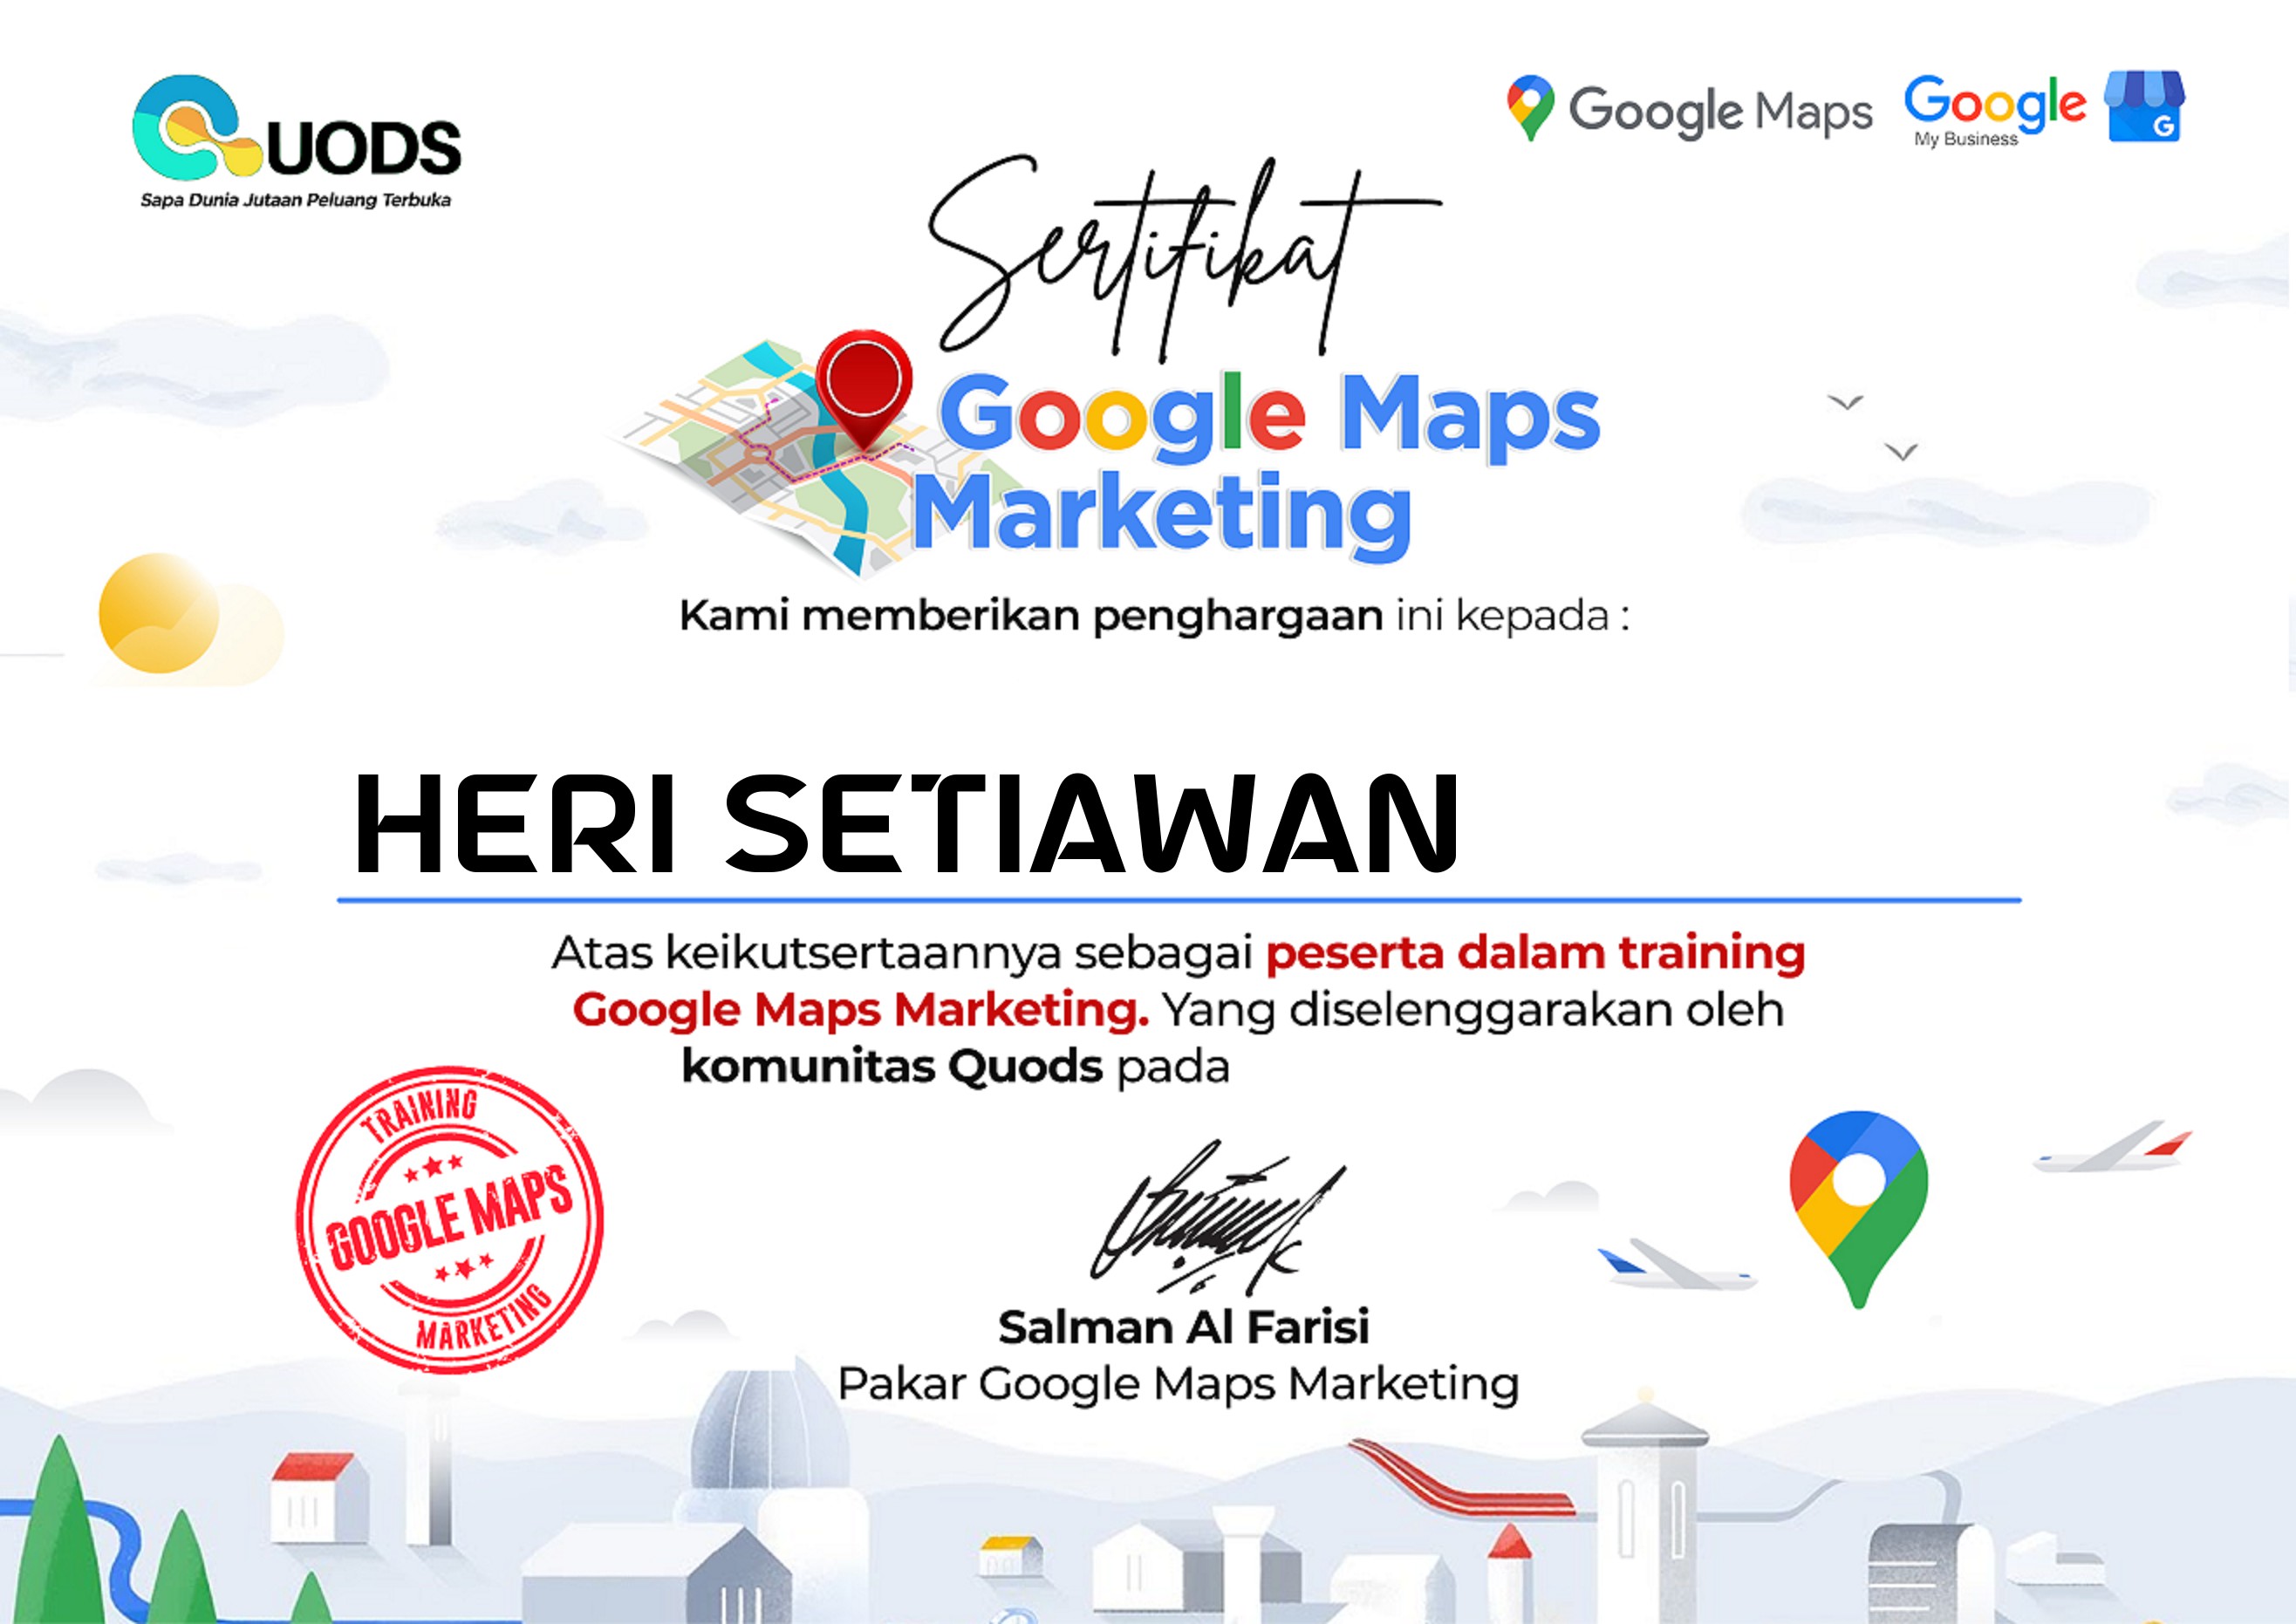 QUODS
Sapa Dunia Jutaan Peluang Terbuka
Google Maps
Google
My Business
G
Sertifikat
Google Maps
Marketing
Kami memberikan penghargaan ini kepada :
HERI SETIAWAN
Atas keikutsertaannya sebagai peserta dalam training
Google Maps Marketing. Yang diselenggarakan oleh
komunitas Quods pada
TRAINING
GOOGLE MAPS
MARKETING
Salman Al Farisi
Pakar Google Maps Marketing